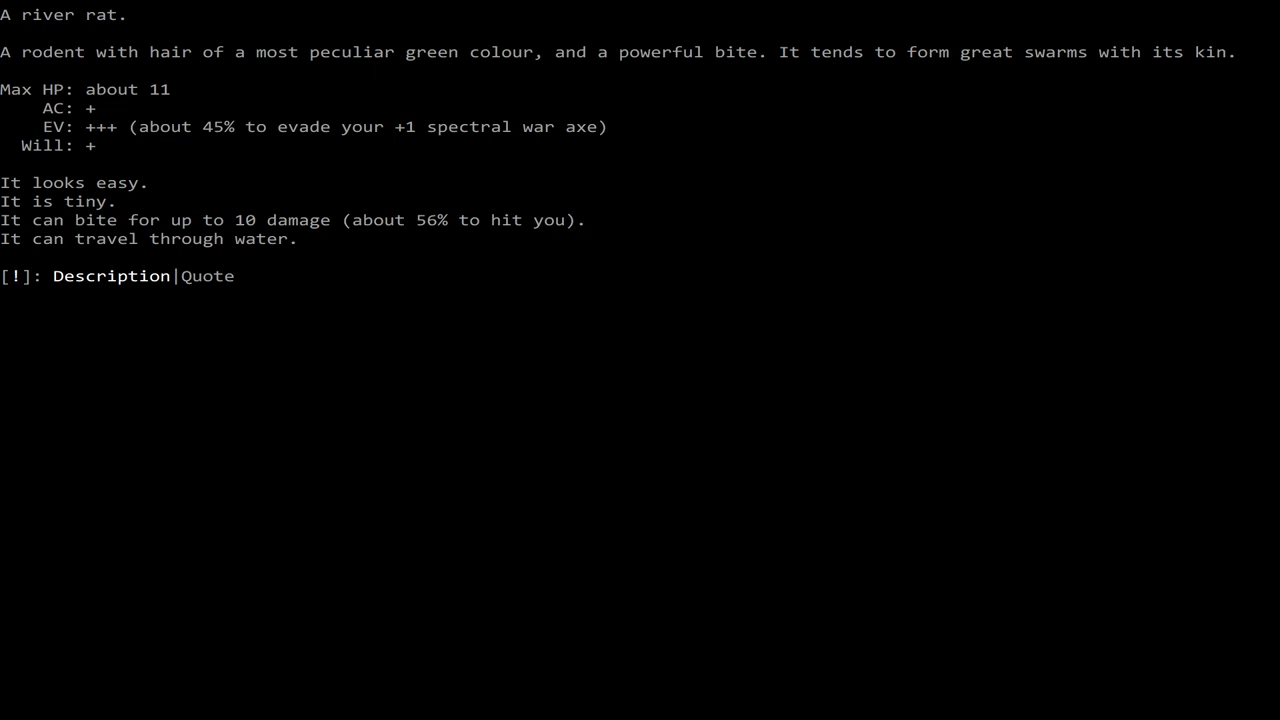 A river rat.
A rodent with hair of a most peculiar green colour, and a powerful bite. It tends to form great swarms with its kin.
Max HP: about 11
AC: +
EV: +++ (about 45% to evade your +1 spectral war axe)
Will: +
It looks easy.
It is tiny.
It can bite for up to 10 damage (about 56% to hit you).
It can travel through water.
[!]: Description|Quote